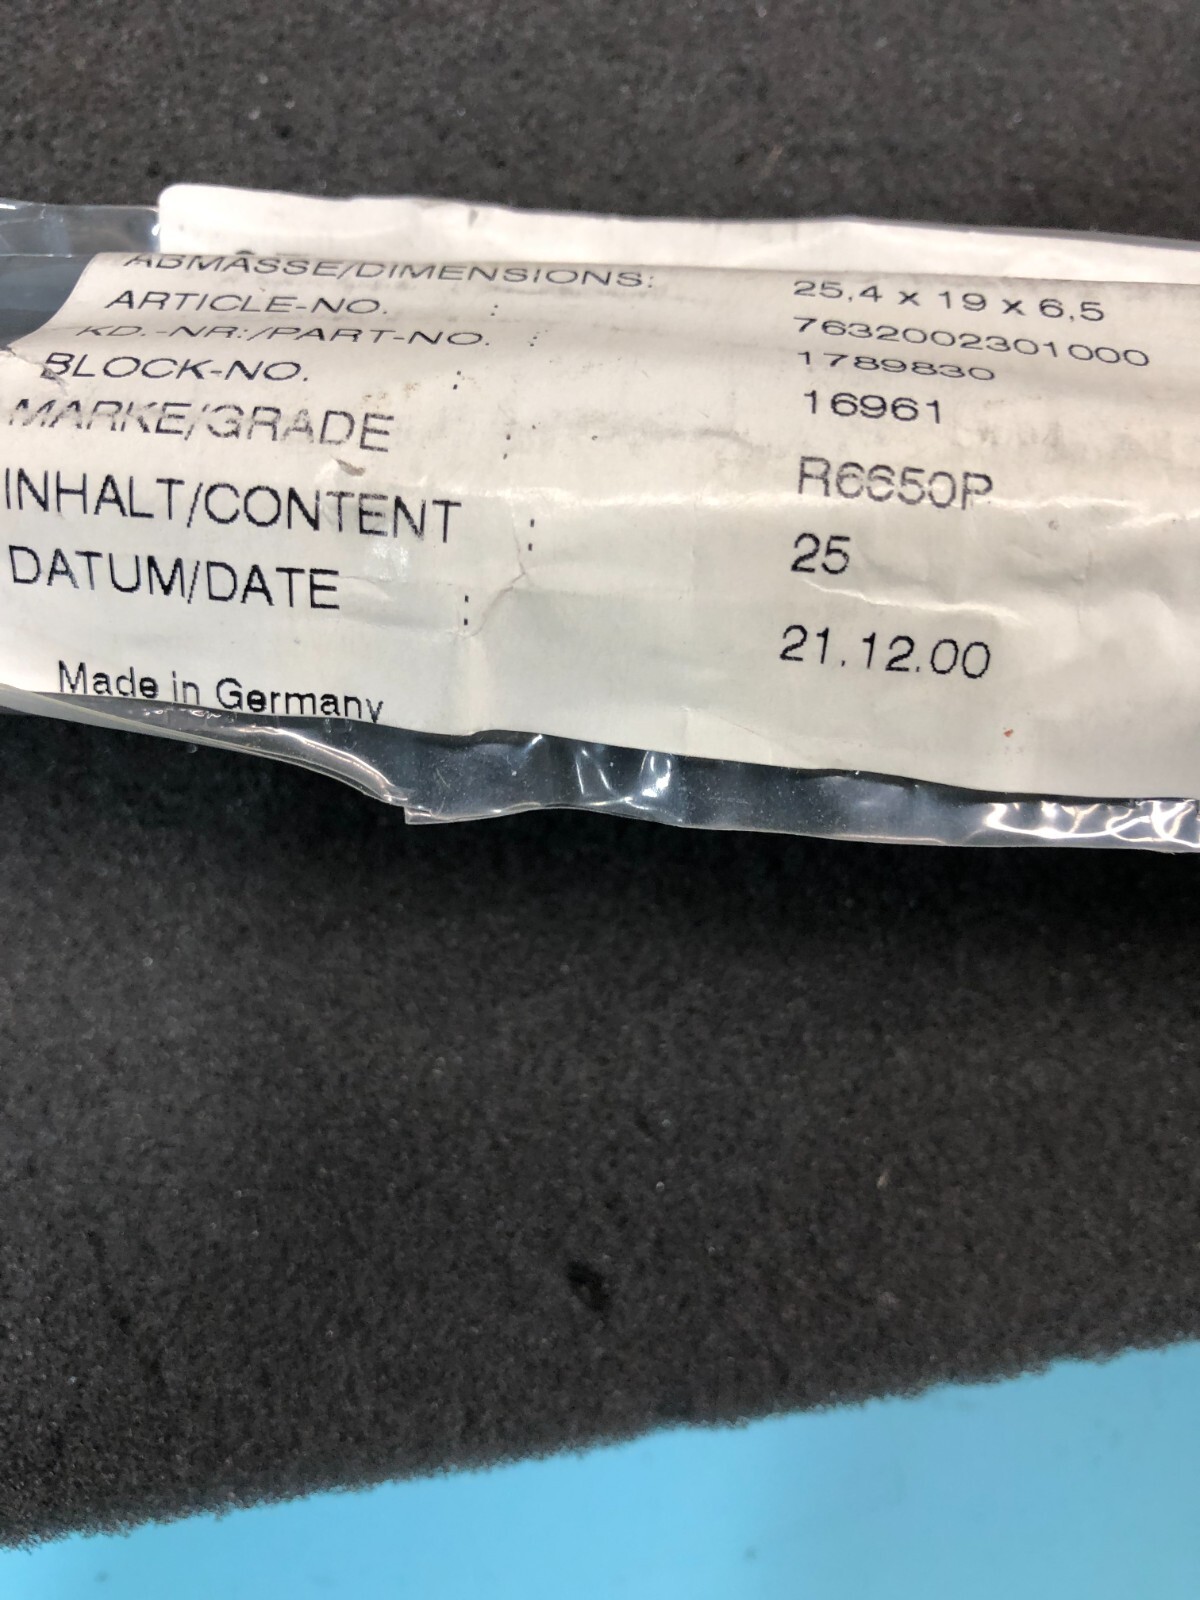 ABMÂSSE/DIMENSIONS: 25,4 x 19 x 6,5
ARTICLE-NO. : 7632002301000
KD.-NR:/PART-NO. : 1789830
BLOCK-NO. : 16961
MARKE/GRADE : R6650P
INHALT/CONTENT : 25
DATUM/DATE : 21.12.00
Made in Germany